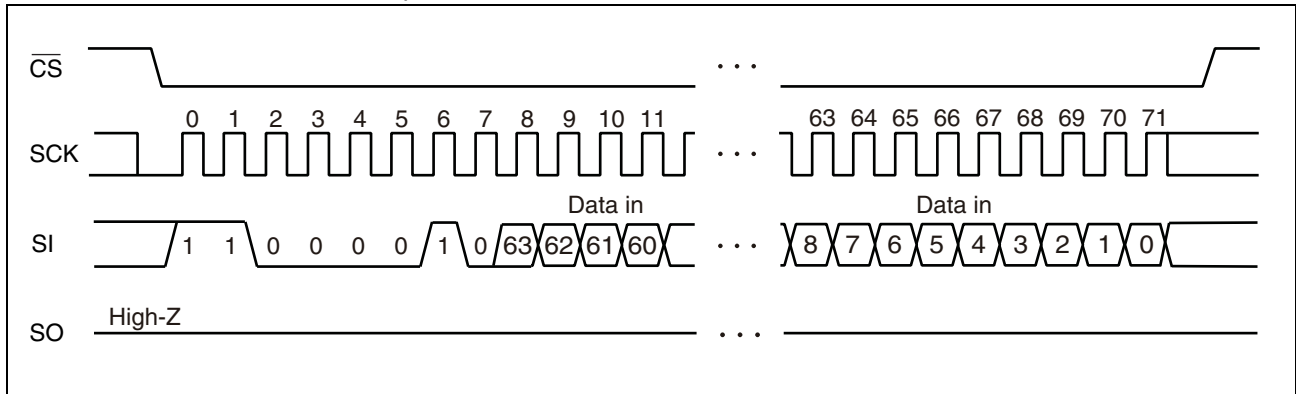 CS ...
0 1 2 3 4 5 6 7 8 9 10 11 63 64 65 66 67 68 69 70 71
SCK ...
Data in Data in
SI 1 1 0 0 0 0 1 0 63 62 61 60 ... 8 7 6 5 4 3 2 1 0
High-Z
SO ...